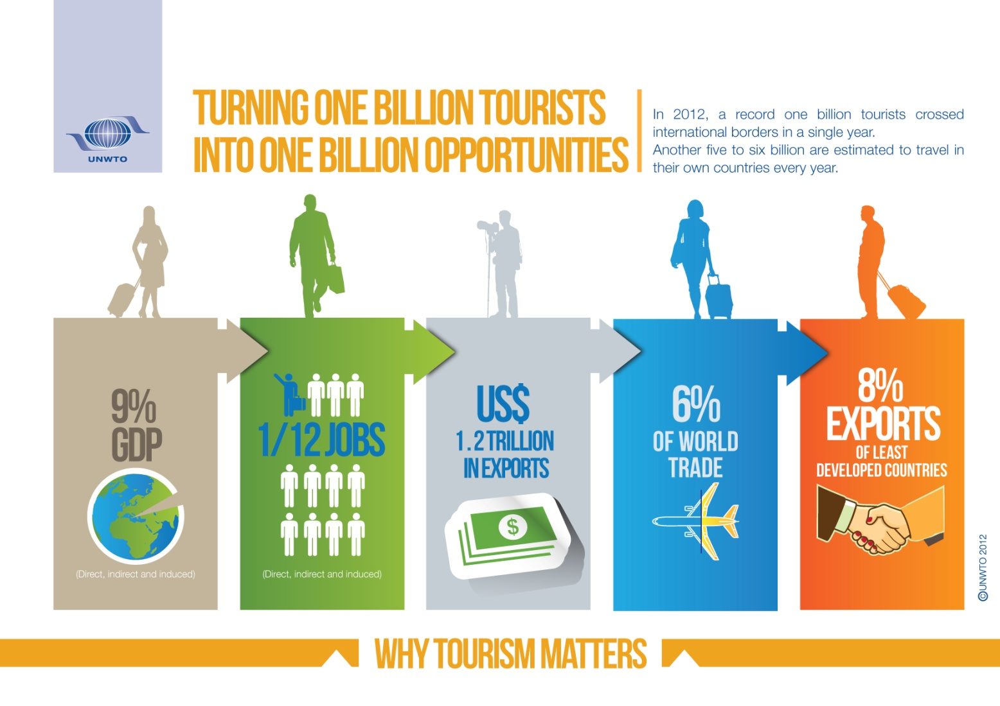 UNWTO
TURNING ONE BILLION TOURISTS
INTO ONE BILLION OPPORTUNITIES
In 2012, a record one billion tourists crossed
international borders in a single year.
Another five to six billion are estimated to travel in
their own countries every year.
9%
GDP
(Direct, indirect and induced)
1/12 JOBS
(Direct, indirect and induced)
US$
1.2 TRILLION
IN EXPORTS
$
6%
OF WORLD
TRADE
8%
EXPORTS
OF LEAST
DEVELOPED COUNTRIES
©UNWTO 2012
WHY TOURISM MATTERS